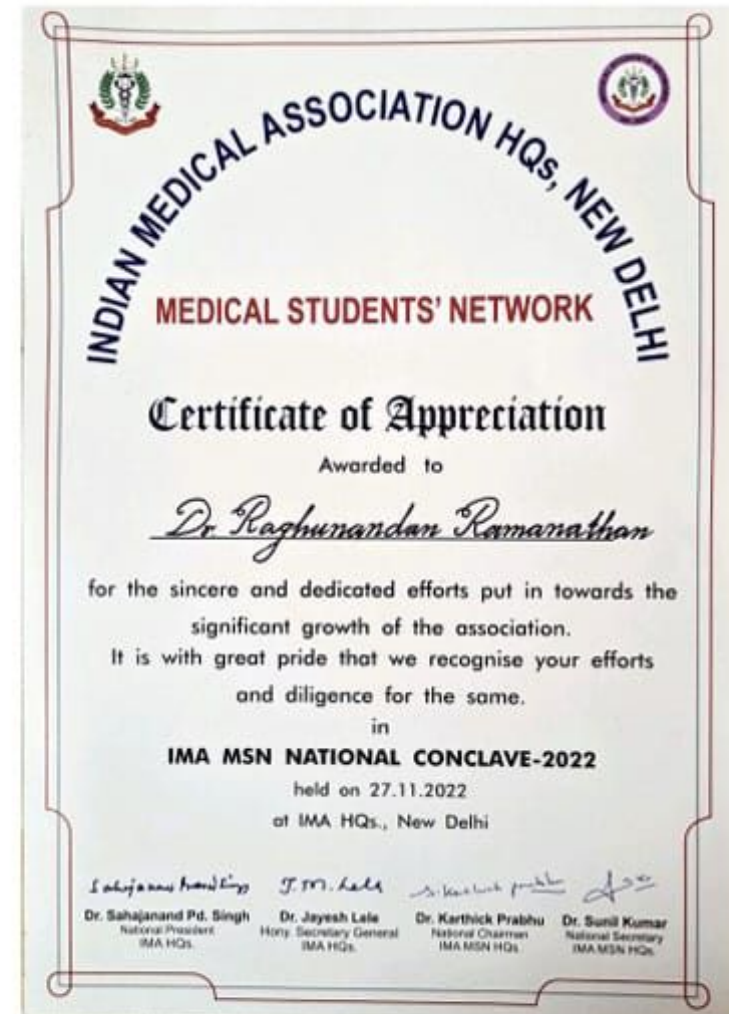 INDIAN MEDICAL ASSOCIATION HQs, NEW DELHI
MEDICAL STUDENTS' NETWORK
Certificate of Appreciation
Awarded to
Dr. Raghunandan Ramanathan
for the sincere and dedicated efforts put in towards the
significant growth of the association.
It is with great pride that we recognise your efforts
and diligence for the same.
in
IMA MSN NATIONAL CONCLAVE-2022
held on 27.11.2022
at IMA HQs., New Delhi
J. M. Lele
Dr. Sahajanand Pd. Singh
National President
IMA HQs.
Dr. Jayesh Lele
Hony. Secretary General
IMA HQs.
Dr. Karthick Prabhu
National Chairman
IMA MSN HQs
Dr. Sunil Kumar
National Secretary
IMA MSN HQs